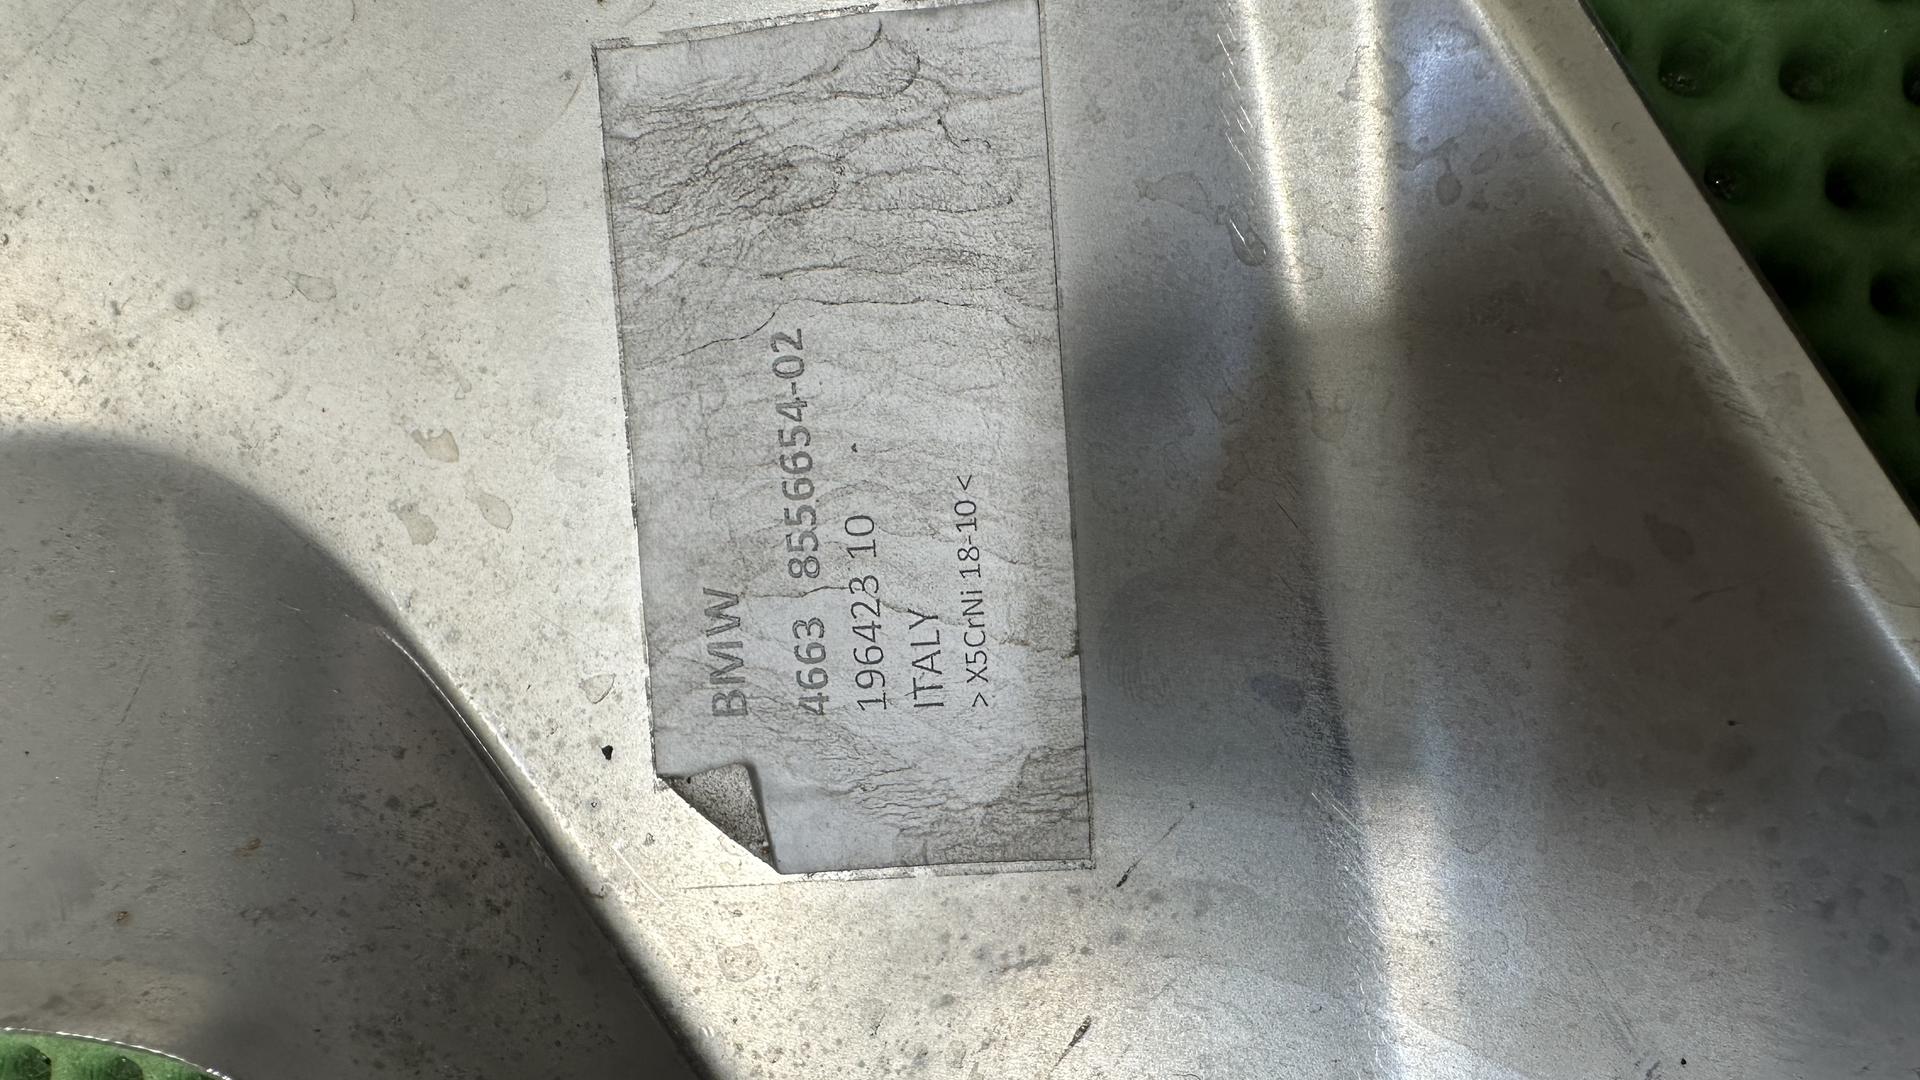 BMW
4663 8556654-02
196423 10
ITALY
> X5CrNi 18-10 <